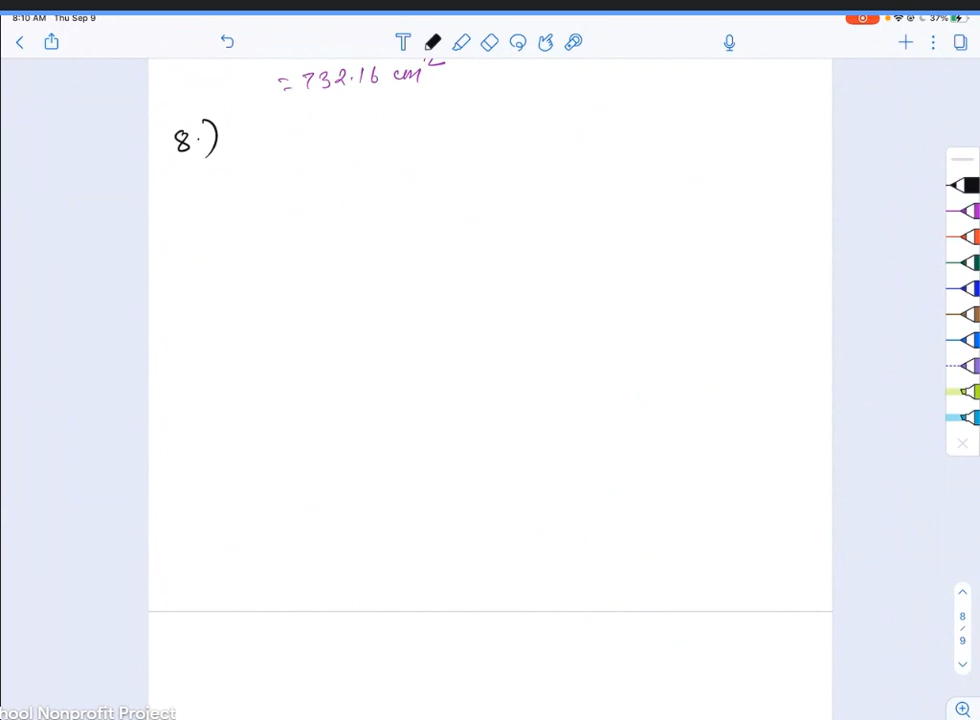 8:10 AM Thu Sep 9
37%
T
= 732.16 cm²
8.)
8
/
9
hool Nonprofit Project